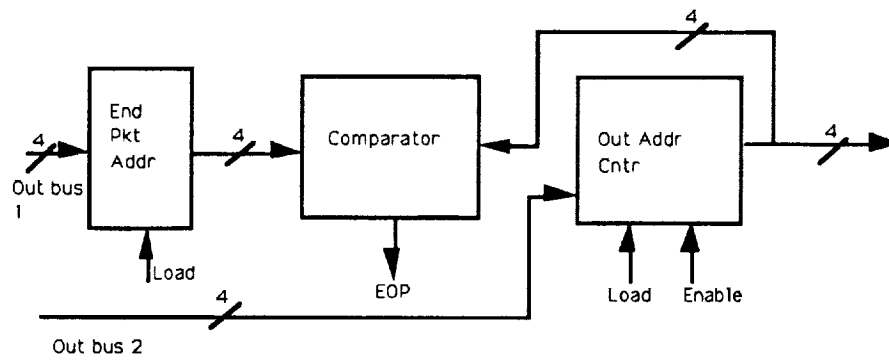 4
End
Pkt
Addr
4
4
Comparator
Out Addr
Cntr
4
Out bus
1
Load
EOP
Load
Enable
4
Out bus 2